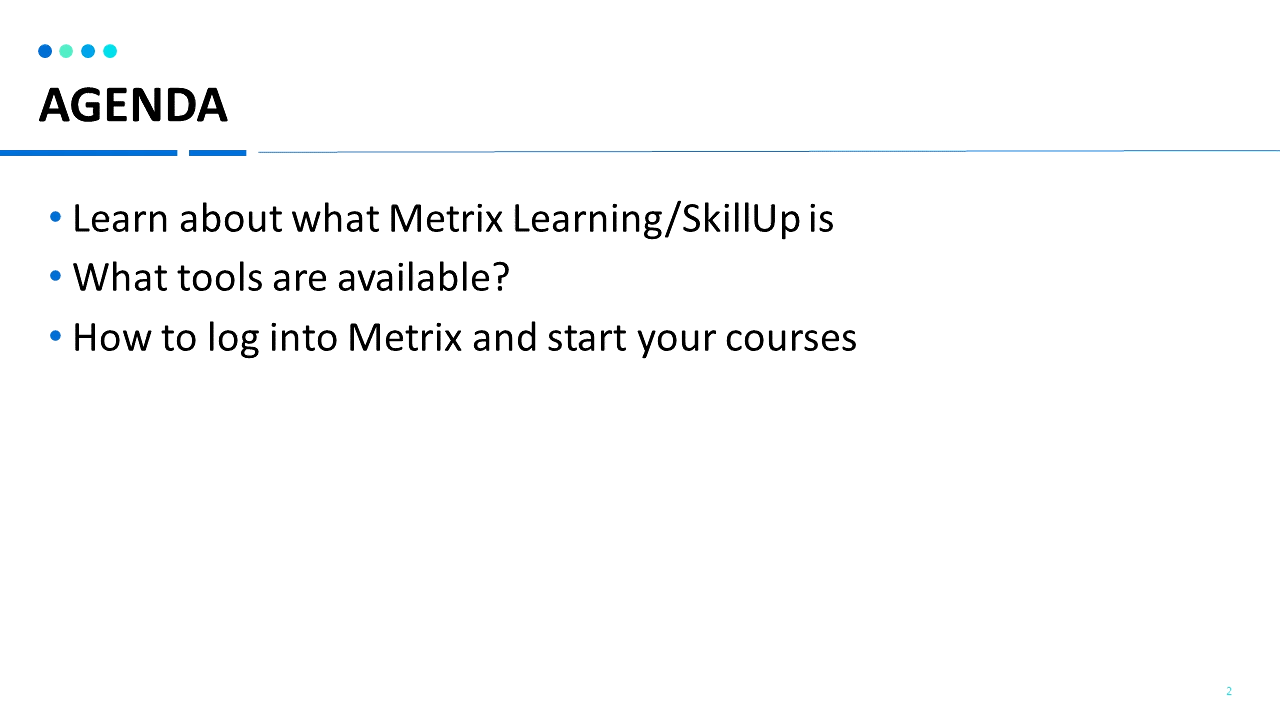 AGENDA
• Learn about what Metrix Learning/SkillUp is
• What tools are available?
• How to log into Metrix and start your courses
2